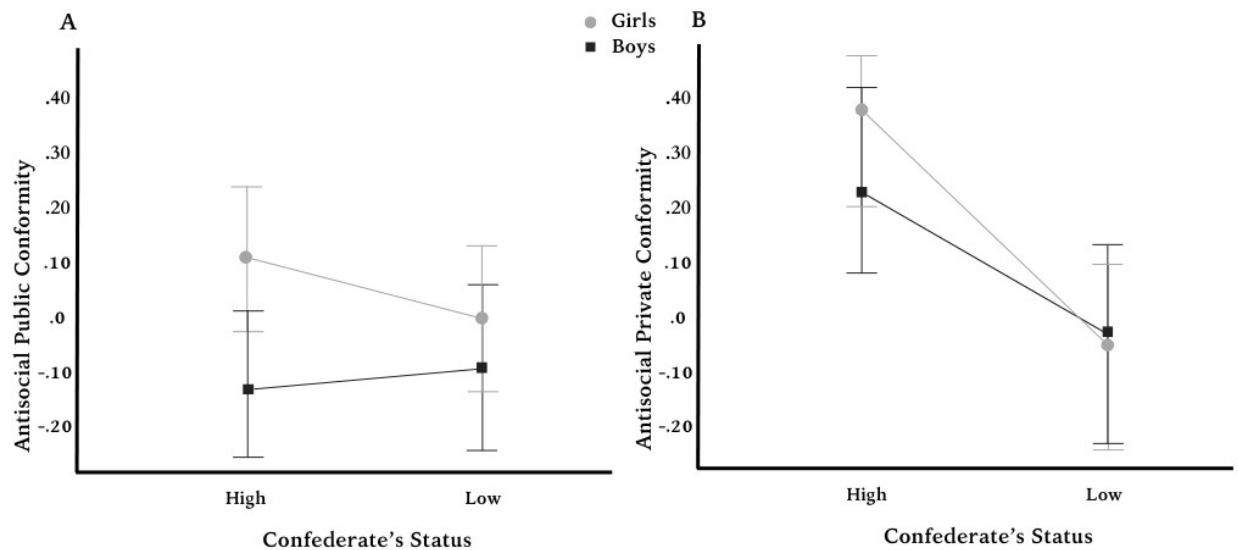 A
Girls
Boys
B
Antisocial Public Conformity
.40
.30
.20
.10
.0
-.10
-.20
High
Low
Confederate's Status
Antisocial Private Conformity
.40
.30
.20
.10
.0
-.10
-.20
High
Low
Confederate's Status